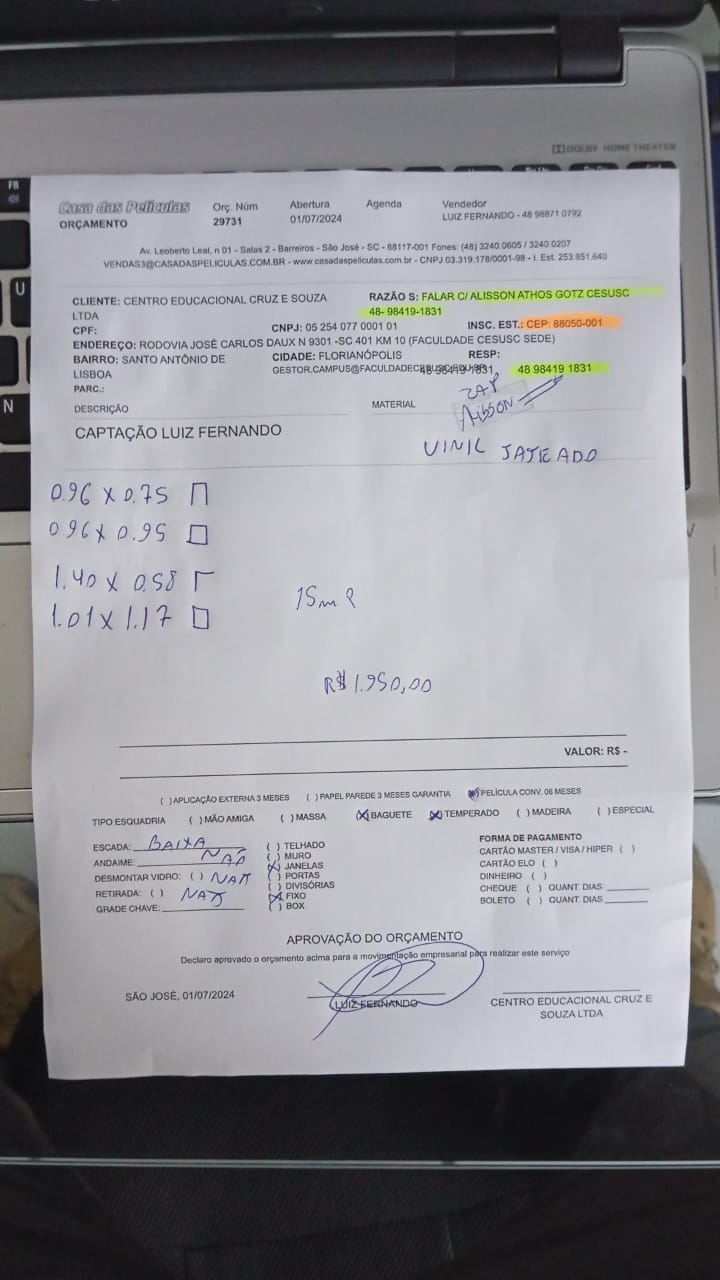 DOLBY HOME THEATER
F8
U
N
Casa das Películas
ORÇAMENTO
Orç. Núm
29731
Abertura
01/07/2024
Agenda
Vendedor
LUIZ FERNANDO - 48 98871 0792
Av. Leoberto Leal, n 01 - Salas 2 - Barreiros - São José - SC - 88117-001 Fones: (48) 3240.0605 / 3240.0207
VENDAS3@CASADASPELICULAS.COM.BR - www.casadaspeliculas.com.br - CNPJ 03.319.178/0001-98 - I. Est. 253.951.640
CLIENTE: CENTRO EDUCACIONAL CRUZ E SOUZA LTDA
RAZÃO S: FALAR C/ ALISSON ATHOS GOTZ CESUSC
48- 98419-1831
CPF: CNPJ: 05 254 077 0001 01 INSC. EST.: CEP: 88050-001
ENDEREÇO: RODOVIA JOSÉ CARLOS DAUX N 9301 -SC 401 KM 10 (FACULDADE CESUSC SEDE)
BAIRRO: SANTO ANTÔNIO DE LISBOA
CIDADE: FLORIANÓPOLIS
RESP:
48 98419 1831
PARC.:
ZAP
ALISSON
DESCRIÇÃO
MATERIAL
CAPTAÇÃO LUIZ FERNANDO
VINIL JATEADO
0.96 X 0.75
0.96 X 0.95
1.40 X 0.58
1.01 X 1.17
15m²
R$ 1.950,00
VALOR: R$ -
( )APLICAÇÃO EXTERNA 3 MESES ( ) PAPEL PAREDE 3 MESES GARANTIA (X)PELÍCULA CONV. 06 MESES
TIPO ESQUADRIA ( ) MÃO AMIGA ( ) MASSA (X)BAGUETE (X) TEMPERADO ( ) MADEIRA ( ) ESPECIAL
ESCADA: BAIXA
ANDAIME: NÃO
DESMONTAR VIDRO: ( ) NÃO
RETIRADA: ( ) NÃO
GRADE CHAVE:
( ) TELHADO
( ) MURO
(X) JANELAS
( ) PORTAS
( ) DIVISÓRIAS
(X) FIXO
( ) BOX
FORMA DE PAGAMENTO
CARTÃO MASTER / VISA / HIPER ( )
CARTÃO ELO ( )
DINHEIRO ( )
CHEQUE ( ) QUANT DIAS:
BOLETO ( ) QUANT DIAS:
APROVAÇÃO DO ORÇAMENTO
Declaro aprovado o orçamento acima para a movimentação empresarial para realizar este serviço
SÃO JOSÉ, 01/07/2024
LUIZ FERNANDO
CENTRO EDUCACIONAL CRUZ E
SOUZA LTDA